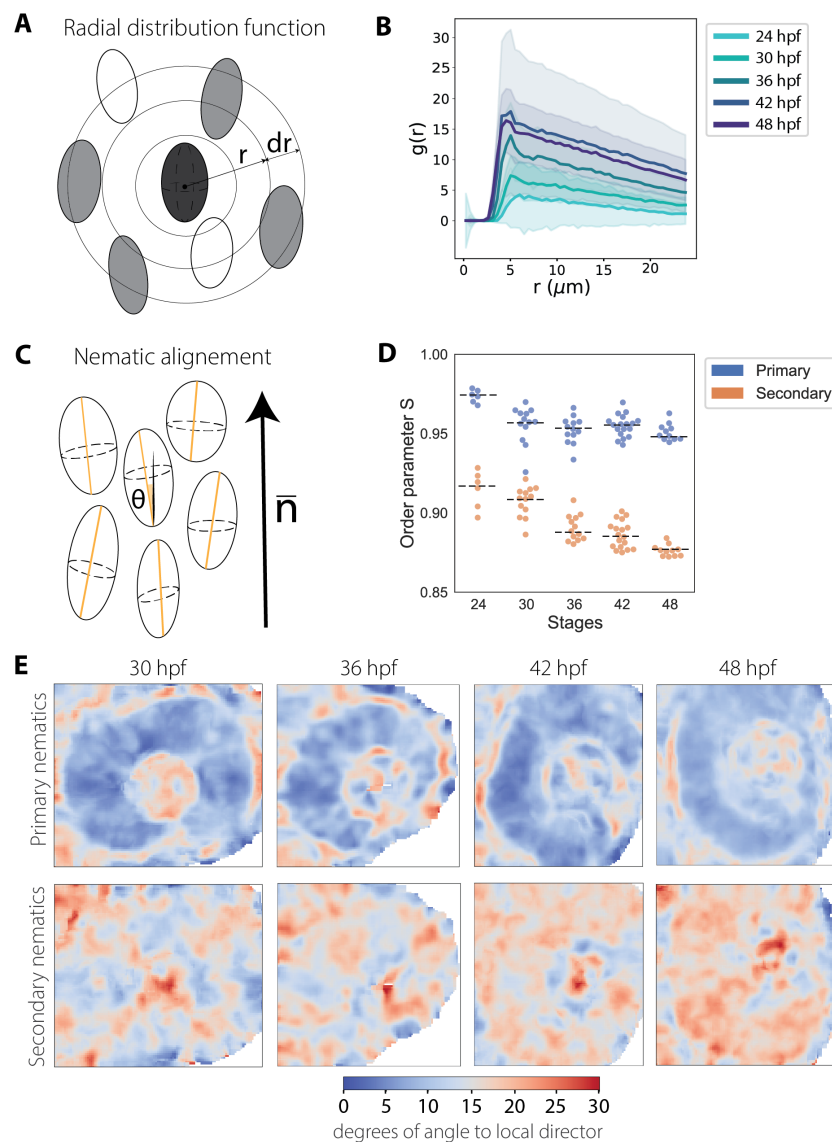 A
Radial distribution function
r
dr
B
g(r)
30
25
20
15
10
5
0
0 5 10 15 20
r (μm)
24 hpf
30 hpf
36 hpf
42 hpf
48 hpf
C
Nematic alignement
θ
n̅
D
Order parameter S
1.00
0.95
0.90
0.85
24 30 36 42 48
Stages
Primary
Secondary
E
30 hpf 36 hpf 42 hpf 48 hpf
Primary nematics
Secondary nematics
0 5 10 15 20 25 30
degrees of angle to local director